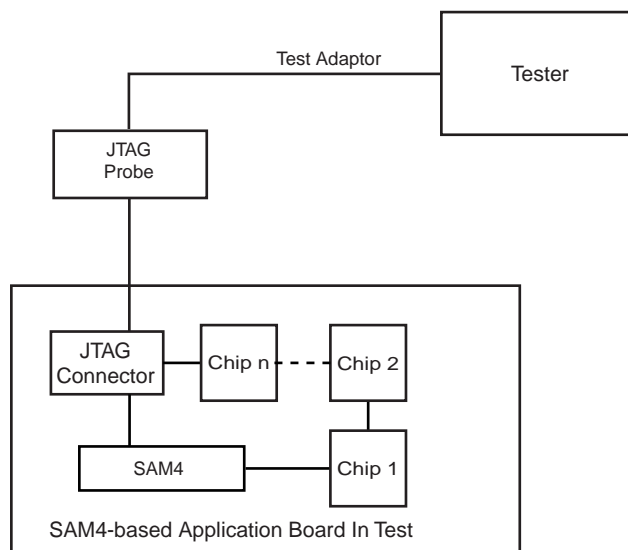 Test Adaptor
Tester
JTAG
Probe
JTAG
Connector
Chip n
Chip 2
SAM4
Chip 1
SAM4-based Application Board In Test